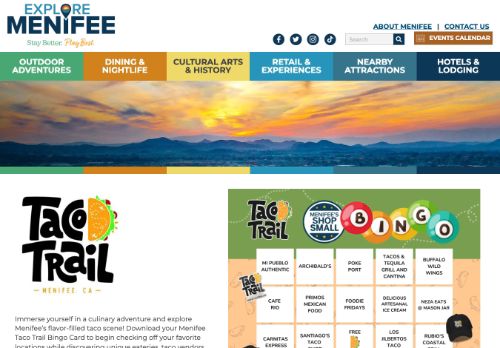 EXPLORE
MENIFEE
Stay Better. Play Best.
ABOUT MENIFEE | CONTACT US
Search
EVENTS CALENDAR
OUTDOOR
ADVENTURES
DINING &
NIGHTLIFE
CULTURAL ARTS
& HISTORY
RETAIL &
EXPERIENCES
NEARBY
ATTRACTIONS
HOTELS &
LODGING
TACO
TRAIL
MENIFEE, CA
Immerse yourself in a culinary adventure and explore
Menifee's flavor-filled taco scene! Download your Menifee
Taco Trail Bingo Card to begin checking off your favorite
locations while discovering unique eateries, taco vendors
TACO
TRAIL
MENIFEE'S
SHOP
SMALL
BINGO
MI PUEBLO
AUTHENTIC
ARCHIBALD'S
POKE
PORT
TACOS &
TEQUILA
GRILL AND
CANTINA
BUFFALO
WILD
WINGS
TACO
TRAIL
CAFE
RIO
PRIMOS
MEXICAN
FOOD
FOODIE
FRIDAYS
DELICIOUS
ARTESANAL
ICE CREAM
NEZA EATS
@ MASON JAR
CARNITAS
EXPRESS
SANTIAGO'S
TACO
FREE
LOS
ALBERTOS
TACO
RUBIO'S
COASTAL